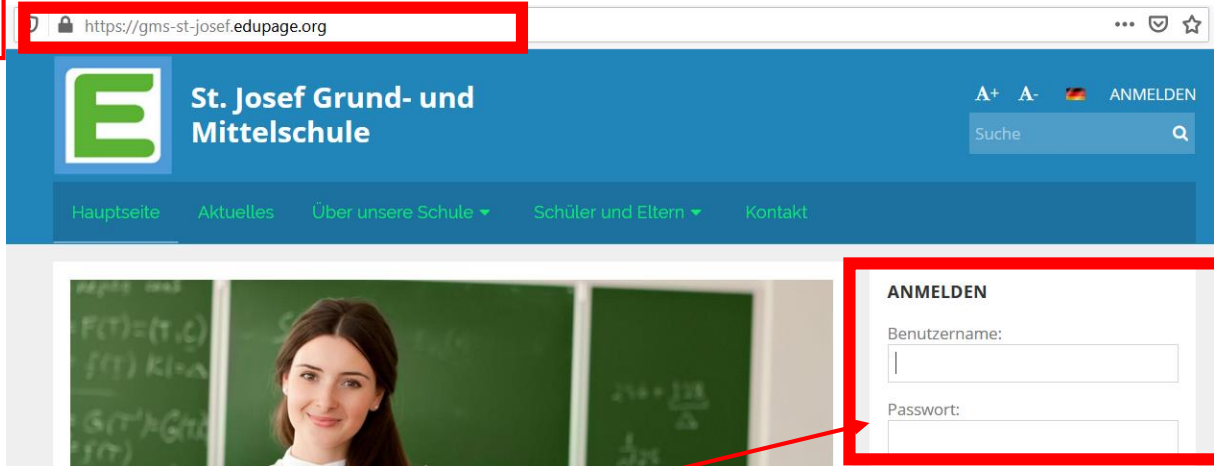 https://gms-st-josef.edupage.org
St. Josef Grund- und
Mittelschule
A+ A- ANMELDEN
Suche
Hauptseite Aktuelles Über unsere Schule Schüler und Eltern Kontakt
ANMELDEN
Benutzername:
Passwort: